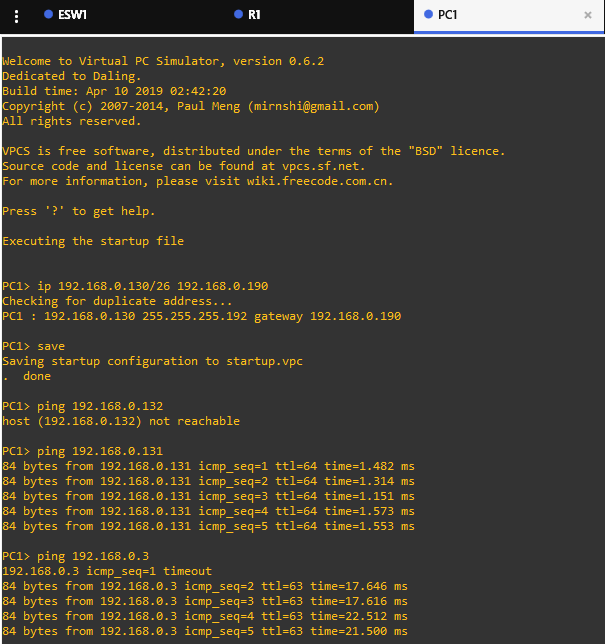 ESW1 R1 PC1 ×
Welcome to Virtual PC Simulator, version 0.6.2
Dedicated to Daling.
Build time: Apr 10 2019 02:42:20
Copyright (c) 2007-2014, Paul Meng (mirnshi@gmail.com)
All rights reserved.
VPCS is free software, distributed under the terms of the "BSD" licence.
Source code and license can be found at vpcs.sf.net.
For more information, please visit wiki.freecode.com.cn.
Press '?' to get help.
Executing the startup file
PC1> ip 192.168.0.130/26 192.168.0.190
Checking for duplicate address...
PC1 : 192.168.0.130 255.255.255.192 gateway 192.168.0.190
PC1> save
Saving startup configuration to startup.vpc
.  done
PC1> ping 192.168.0.132
host (192.168.0.132) not reachable
PC1> ping 192.168.0.131
84 bytes from 192.168.0.131 icmp_seq=1 ttl=64 time=1.482 ms
84 bytes from 192.168.0.131 icmp_seq=2 ttl=64 time=1.314 ms
84 bytes from 192.168.0.131 icmp_seq=3 ttl=64 time=1.151 ms
84 bytes from 192.168.0.131 icmp_seq=4 ttl=64 time=1.573 ms
84 bytes from 192.168.0.131 icmp_seq=5 ttl=64 time=1.553 ms
PC1> ping 192.168.0.3
192.168.0.3 icmp_seq=1 timeout
84 bytes from 192.168.0.3 icmp_seq=2 ttl=63 time=17.646 ms
84 bytes from 192.168.0.3 icmp_seq=3 ttl=63 time=17.616 ms
84 bytes from 192.168.0.3 icmp_seq=4 ttl=63 time=22.512 ms
84 bytes from 192.168.0.3 icmp_seq=5 ttl=63 time=21.500 ms